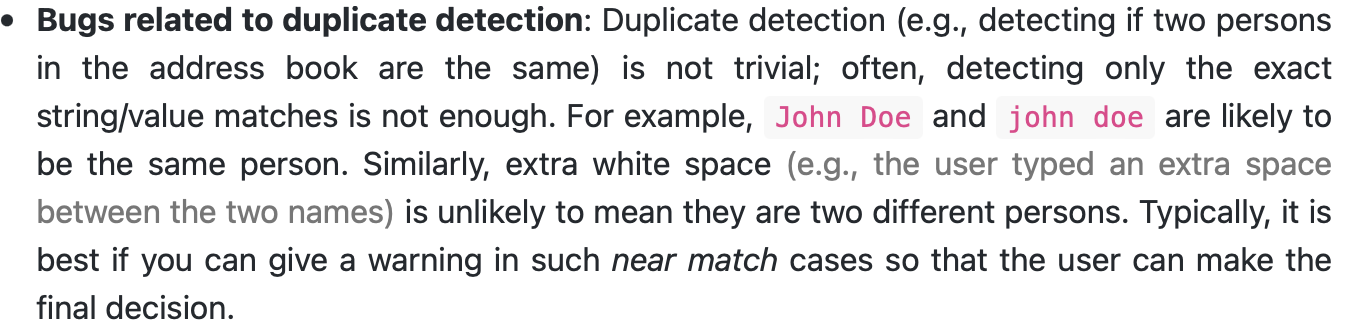 • Bugs related to duplicate detection: Duplicate detection (e.g., detecting if two persons
in the address book are the same) is not trivial; often, detecting only the exact
string/value matches is not enough. For example, John Doe and john doe are likely to
be the same person. Similarly, extra white space (e.g., the user typed an extra space
between the two names) is unlikely to mean they are two different persons. Typically, it is
best if you can give a warning in such near match cases so that the user can make the
final decision.